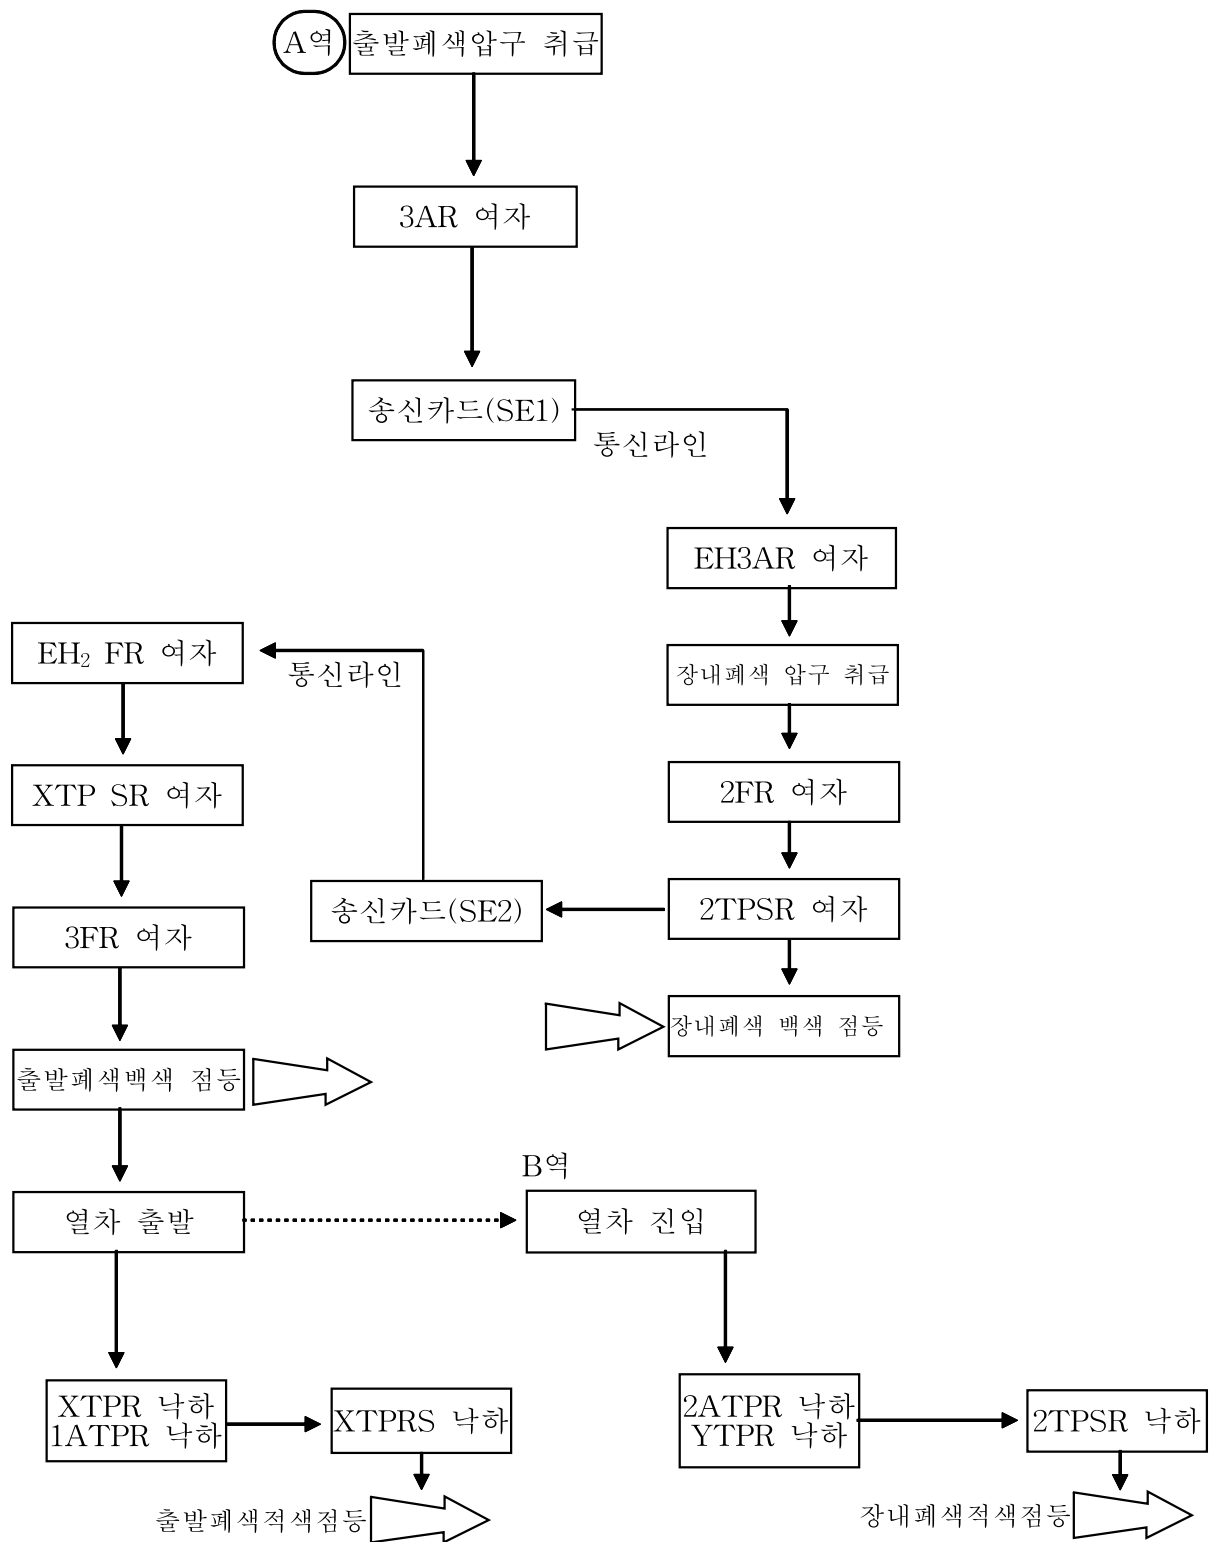 A역
출발폐색압구 취급
3AR 여자
송신카드(SE1)
통신라인
EH3AR 여자
장내폐색 압구 취급
2FR 여자
2TPSR 여자
송신카드(SE2)
통신라인
장내폐색 백색 점등
EH₂ FR 여자
XTP SR 여자
3FR 여자
출발폐색백색 점등
열차 출발
B역
열차 진입
XTPR 낙하
1ATPR 낙하
XTPRS 낙하
출발폐색적색점등
2ATPR 낙하
YTPR 낙하
2TPSR 낙하
장내폐색적색점등